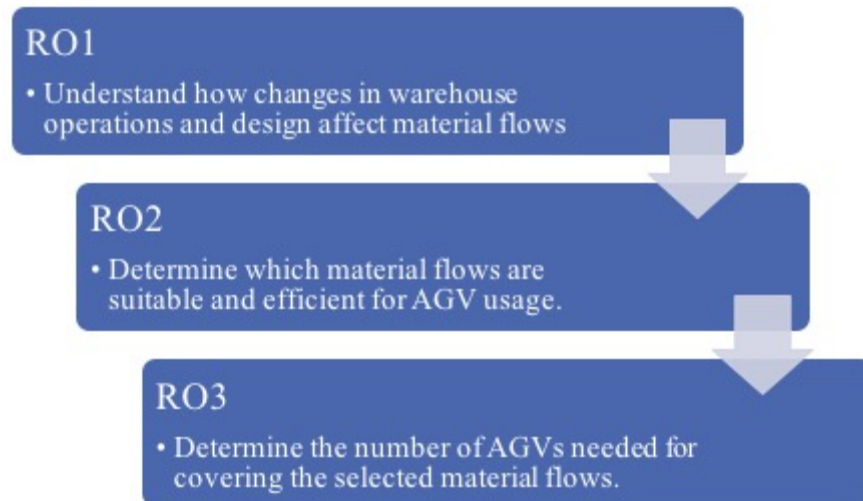 RO1
• Understand how changes in warehouse
operations and design affect material flows
RO2
• Determine which material flows are
suitable and efficient for AGV usage.
RO3
• Determine the number of AGVs needed for
covering the selected material flows.